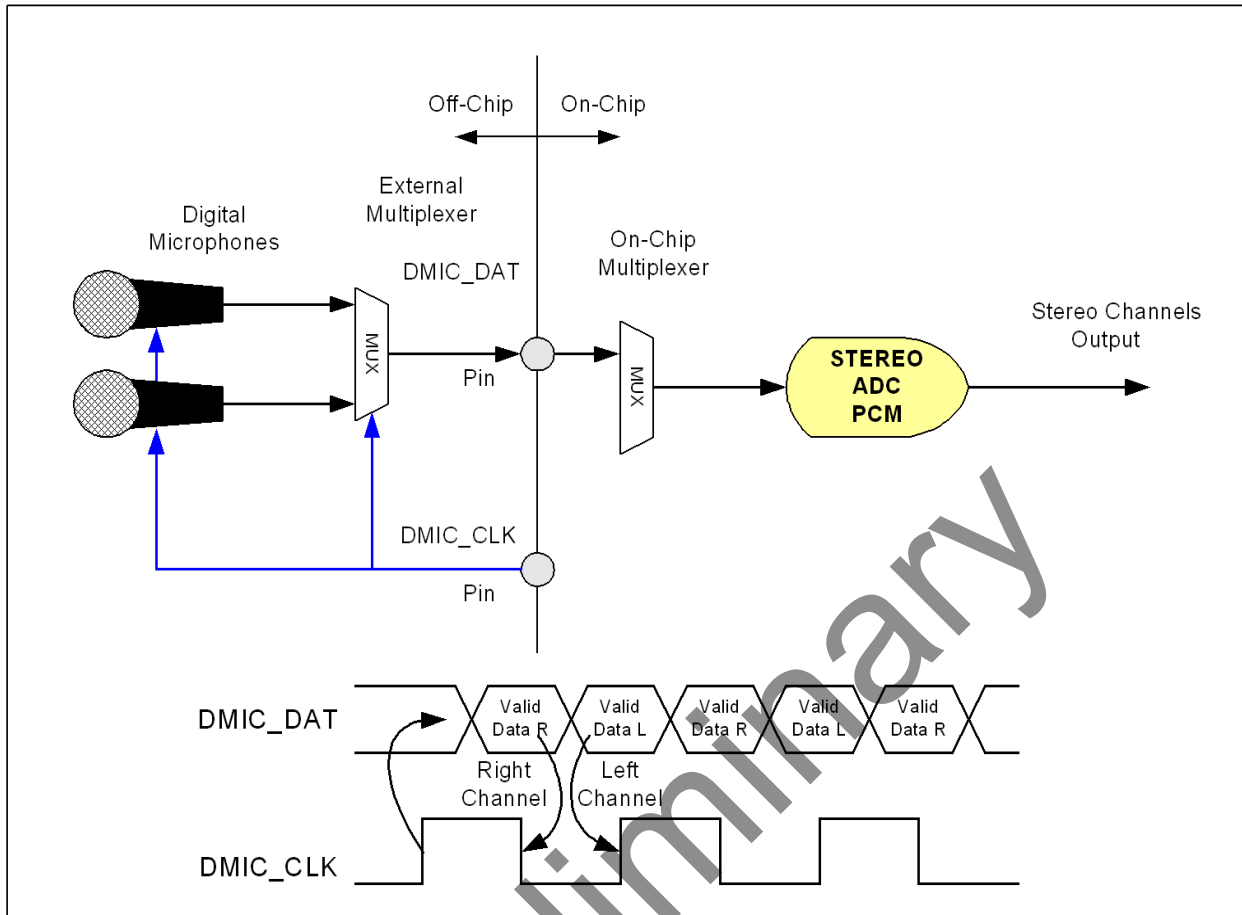 Off-Chip
On-Chip
External
Multiplexer
Digital
Microphones
On-Chip
Multiplexer
DMIC_DAT
Stereo Channels
Output
MUX
MUX
STEREO
ADC
PCM
Pin
DMIC_CLK
Pin
DMIC_DAT
Valid
Data R
Valid
Data L
Valid
Data R
Valid
Data L
Valid
Data R
Right
Channel
Left
Channel
DMIC_CLK
liminary